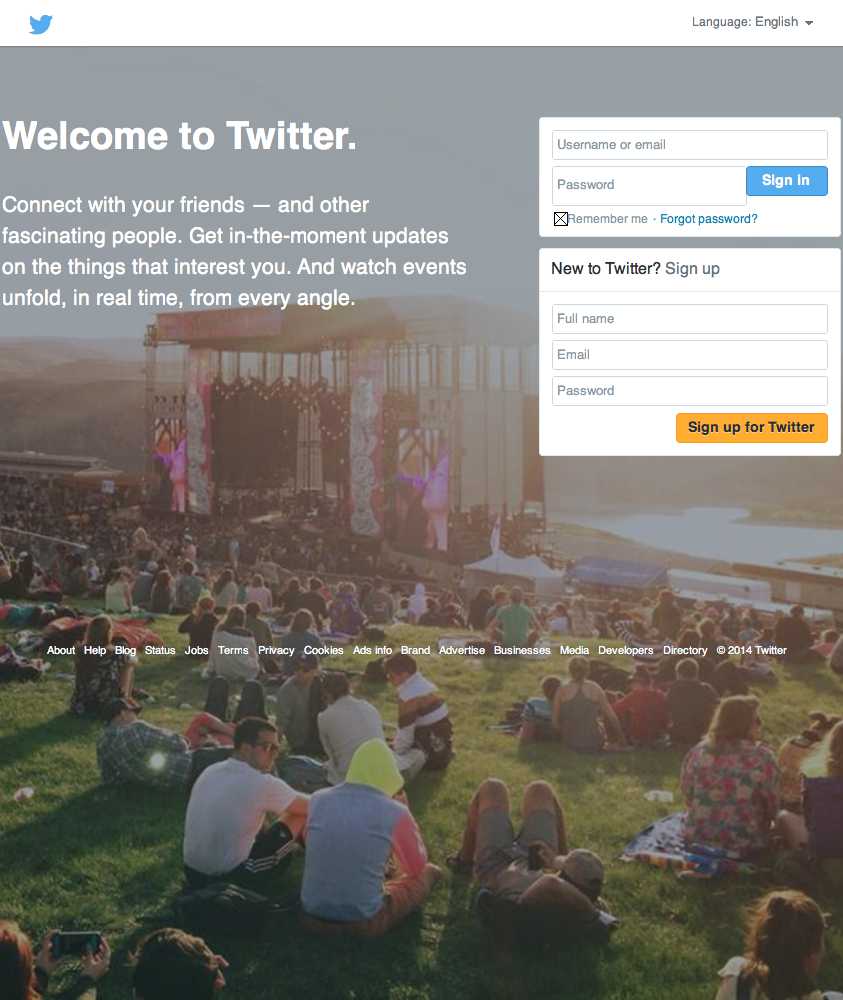 Language: English
Welcome to Twitter.
Connect with your friends — and other
fascinating people. Get in-the-moment updates
on the things that interest you. And watch events
unfold, in real time, from every angle.
Username or email
Password
Sign in
Remember me · Forgot password?
New to Twitter? Sign up
Full name
Email
Password
Sign up for Twitter
About Help Blog Status Jobs Terms Privacy Cookies Ads info Brand Advertise Businesses Media Developers Directory © 2014 Twitter